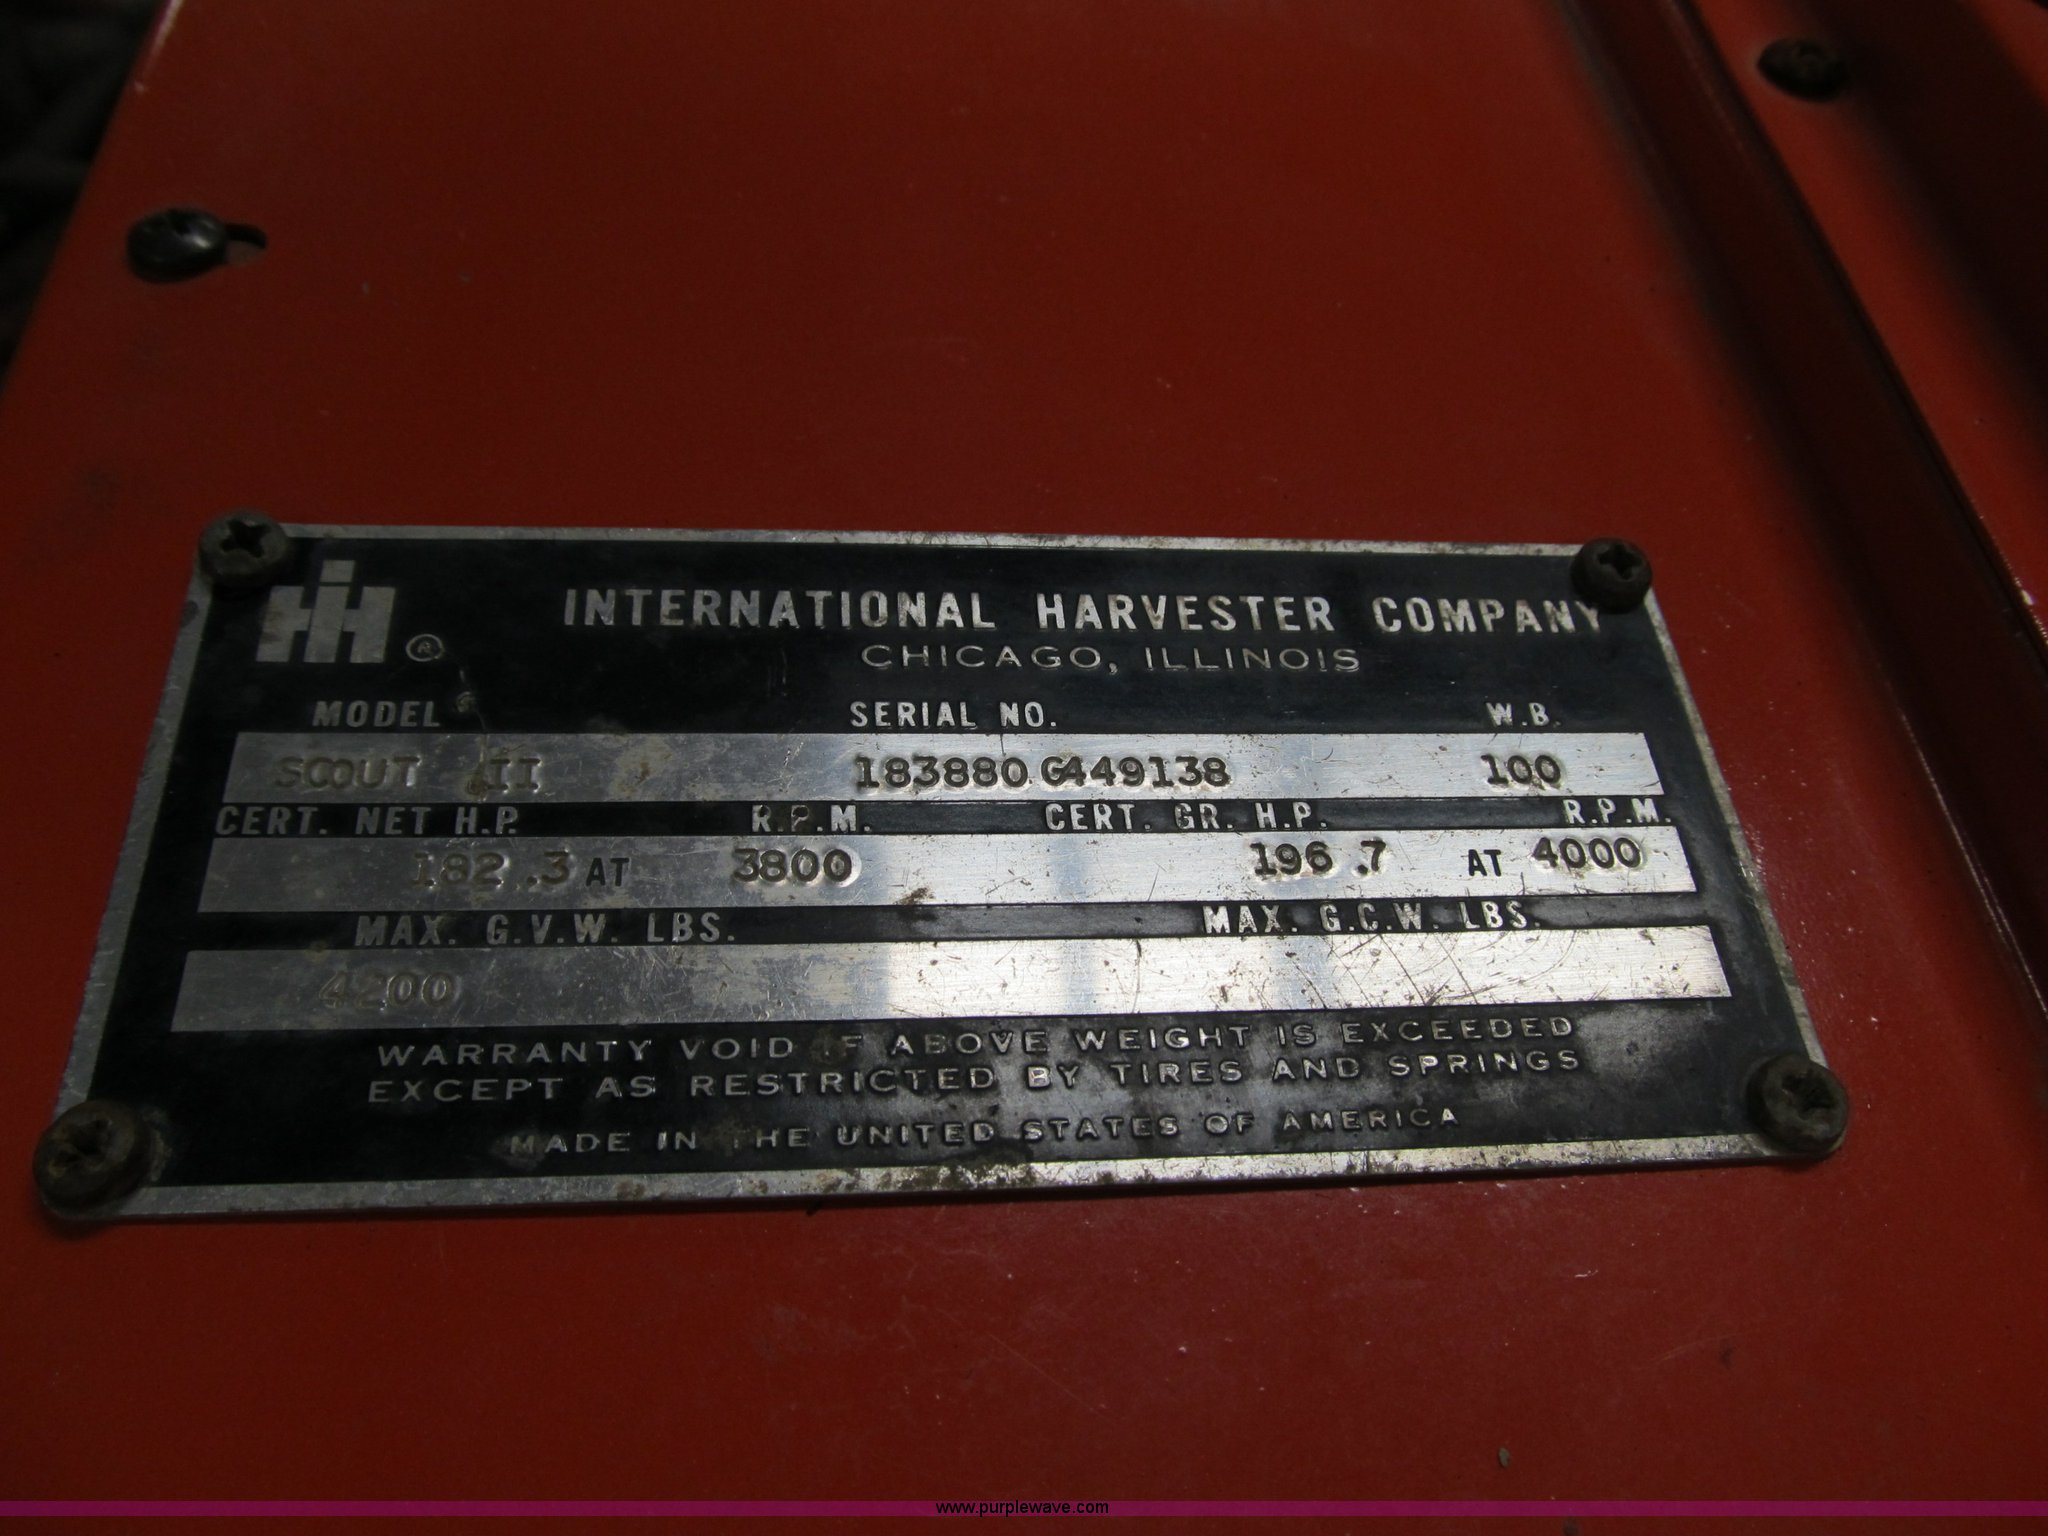 IH ®
INTERNATIONAL HARVESTER COMPANY
CHICAGO, ILLINOIS
MODEL SERIAL NO. W.B.
SCOUT II 183880G449138 100
CERT. NET H.P. R.P.M. CERT. GR. H.P. R.P.M.
182.3 AT 3800 196.7 AT 4000
MAX. G.V.W. LBS. MAX. G.C.W. LBS.
4200
WARRANTY VOID IF ABOVE WEIGHT IS EXCEEDED
EXCEPT AS RESTRICTED BY TIRES AND SPRINGS
MADE IN THE UNITED STATES OF AMERICA
www.purplewave.com